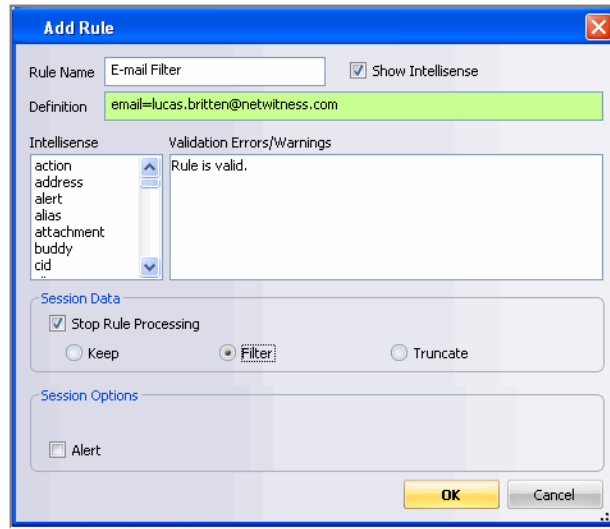 Add Rule
Rule Name E-mail Filter Show Intellisense
Definition email=lucas.britten@netwitness.com
Intellisense Validation Errors/Warnings
action Rule is valid.
address
alert
alias
attachment
buddy
cid
Session Data
Stop Rule Processing
Keep Filter Truncate
Session Options
Alert
OK Cancel